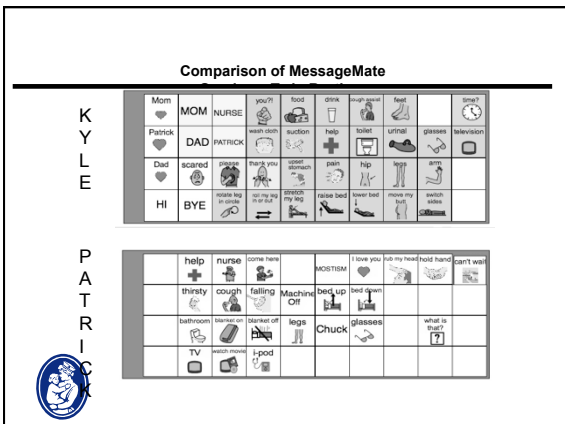 Comparison of MessageMate
K
Y
L
E
Mom MOM NURSE you?! food drink cough assist feet time?
Patrick DAD PATRICK wash cloth suction help toilet urinal glasses television
Dad scared please thank you upset stomach pain hip legs arm
HI BYE rotate leg in circle roll my leg in or out stretch my leg raise bed lower bed move my butt switch sides
P
A
T
R
I
C
K
help nurse come here MOSTISM I love you rub my head hold hand can't wait
thirsty cough falling Machine Off bed up bed down
bathroom blanket on blanket off legs Chuck glasses what is that? ?
TV watch movie i-pod